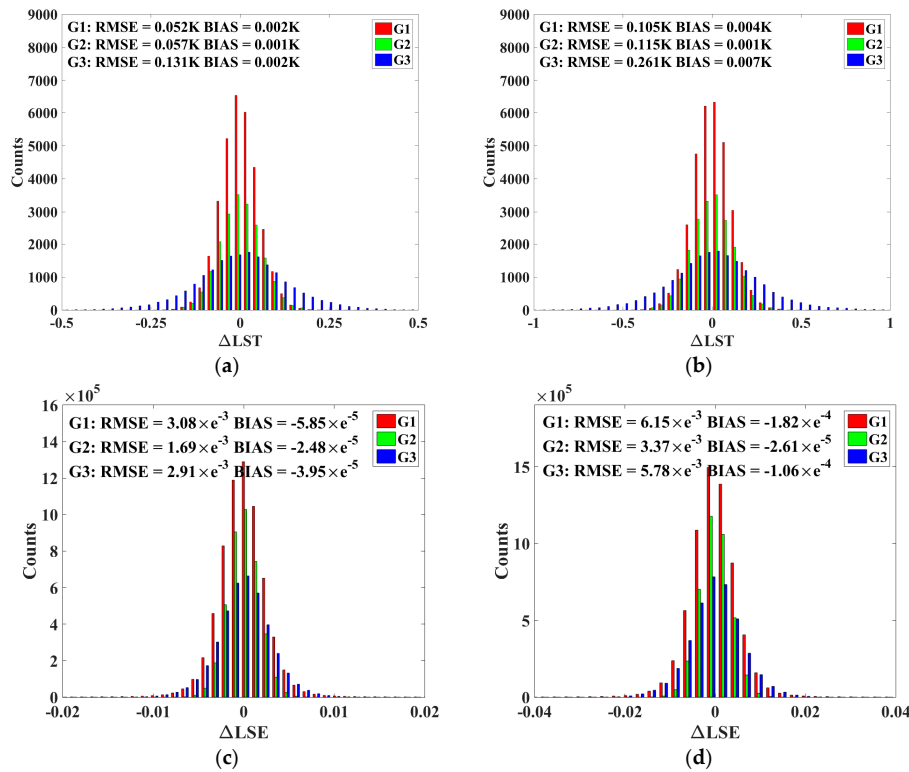 G1: RMSE = 0.052K BIAS = 0.002K
G2: RMSE = 0.057K BIAS = 0.001K
G3: RMSE = 0.131K BIAS = 0.002K
G1
G2
G3
9000
8000
7000
6000
5000
4000
3000
2000
1000
0
Counts
-0.5 -0.25 0 0.25 0.5
ΔLST
(a)
G1: RMSE = 0.105K BIAS = 0.004K
G2: RMSE = 0.115K BIAS = 0.001K
G3: RMSE = 0.261K BIAS = 0.007K
G1
G2
G3
9000
8000
7000
6000
5000
4000
3000
2000
1000
0
Counts
-1 -0.5 0 0.5 1
ΔLST
(b)
×10⁵
G1: RMSE = 3.08×e⁻³ BIAS = -5.85×e⁻⁵
G2: RMSE = 1.69×e⁻³ BIAS = -2.48×e⁻⁵
G3: RMSE = 2.91×e⁻³ BIAS = -3.95×e⁻⁵
G1
G2
G3
16
14
12
10
8
6
4
2
0
Counts
-0.02 -0.01 0 0.01 0.02
ΔLSE
(c)
×10⁵
G1: RMSE = 6.15×e⁻³ BIAS = -1.82×e⁻⁴
G2: RMSE = 3.37×e⁻³ BIAS = -2.61×e⁻⁵
G3: RMSE = 5.78×e⁻³ BIAS = -1.06×e⁻⁴
G1
G2
G3
15
10
5
0
Counts
-0.04 -0.02 0 0.02 0.04
ΔLSE
(d)